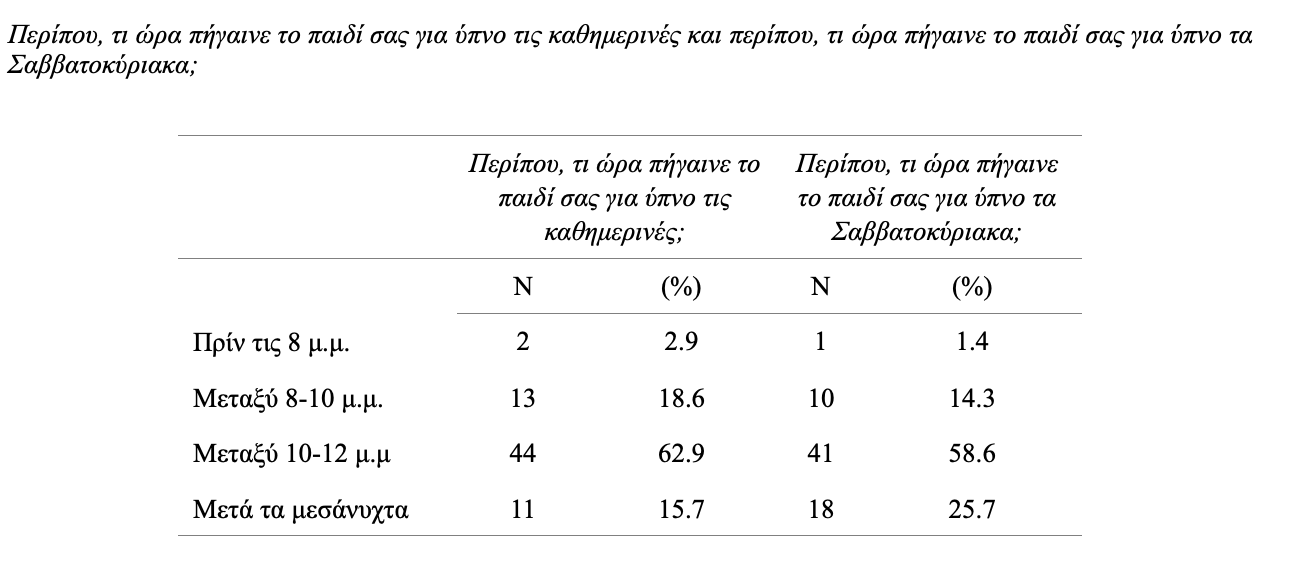 Περίπου, τι ώρα πήγαινε το παιδί σας για ύπνο τις καθημερινές και περίπου, τι ώρα πήγαινε το παιδί σας για ύπνο τα
Σαββατοκύριακα;
Περίπου, τι ώρα πήγαινε το Περίπου, τι ώρα πήγαινε
παιδί σας για ύπνο τις το παιδί σας για ύπνο τα
καθημερινές; Σαββατοκύριακα;
N (%) N (%)
Πρίν τις 8 μ.μ. 2 2.9 1 1.4
Μεταξύ 8-10 μ.μ. 13 18.6 10 14.3
Μεταξύ 10-12 μ.μ 44 62.9 41 58.6
Μετά τα μεσάνυχτα 11 15.7 18 25.7